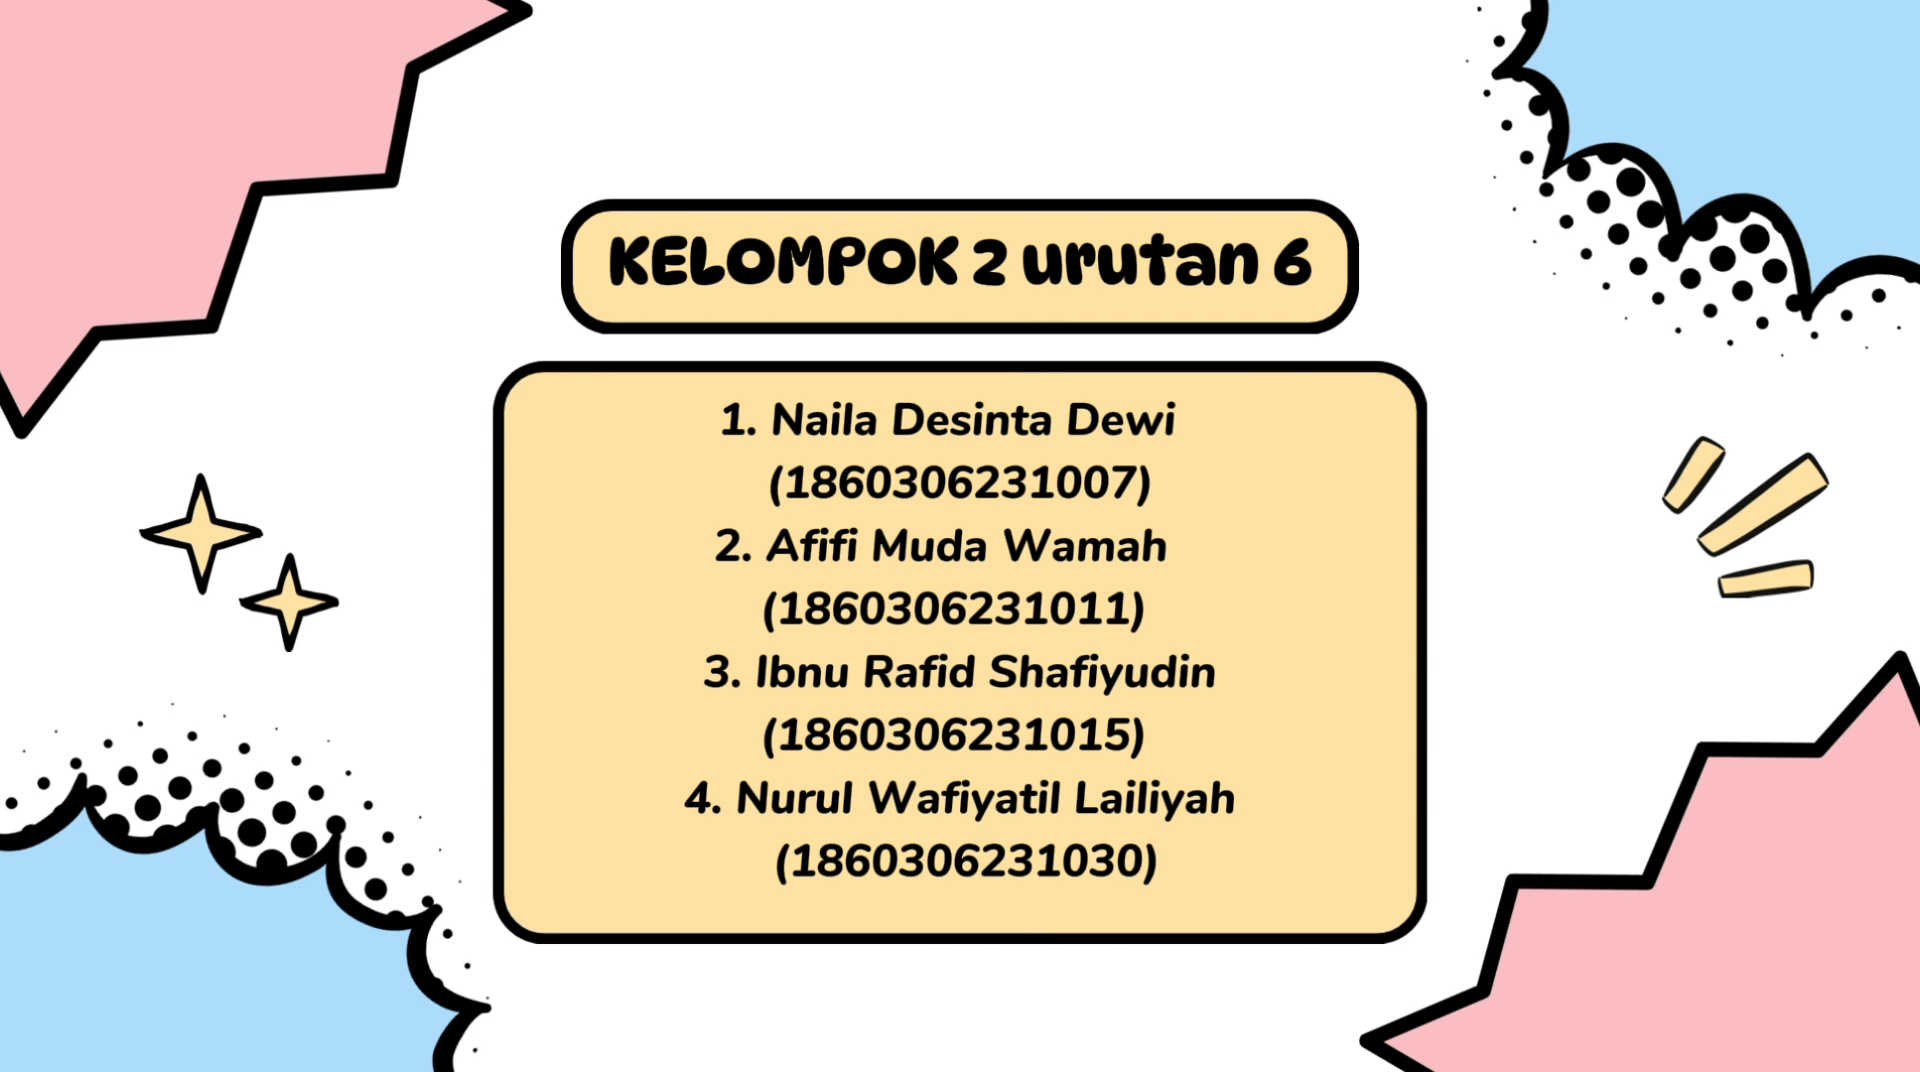 KELOMPOK 2 urutan 6
1. Naila Desinta Dewi
(1860306231007)
2. Afifi Muda Wamah
(1860306231011)
3. Ibnu Rafid Shafiyudin
(1860306231015)
4. Nurul Wafiyatil Lailiyah
(1860306231030)